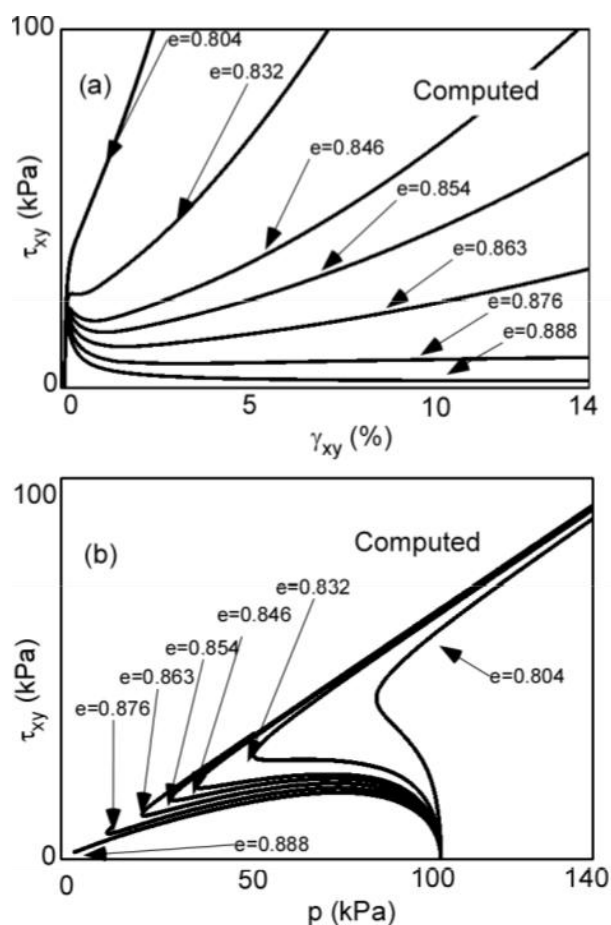 100
e=0.804
(a)
e=0.832
Computed
e=0.846
e=0.854
e=0.863
e=0.876
e=0.888
τxy (kPa)
0
0
5
10
14
γxy (%)
100
(b)
Computed
e=0.832
e=0.846
e=0.854
e=0.863
e=0.876
e=0.804
e=0.888
τxy (kPa)
0
0
50
100
140
p (kPa)